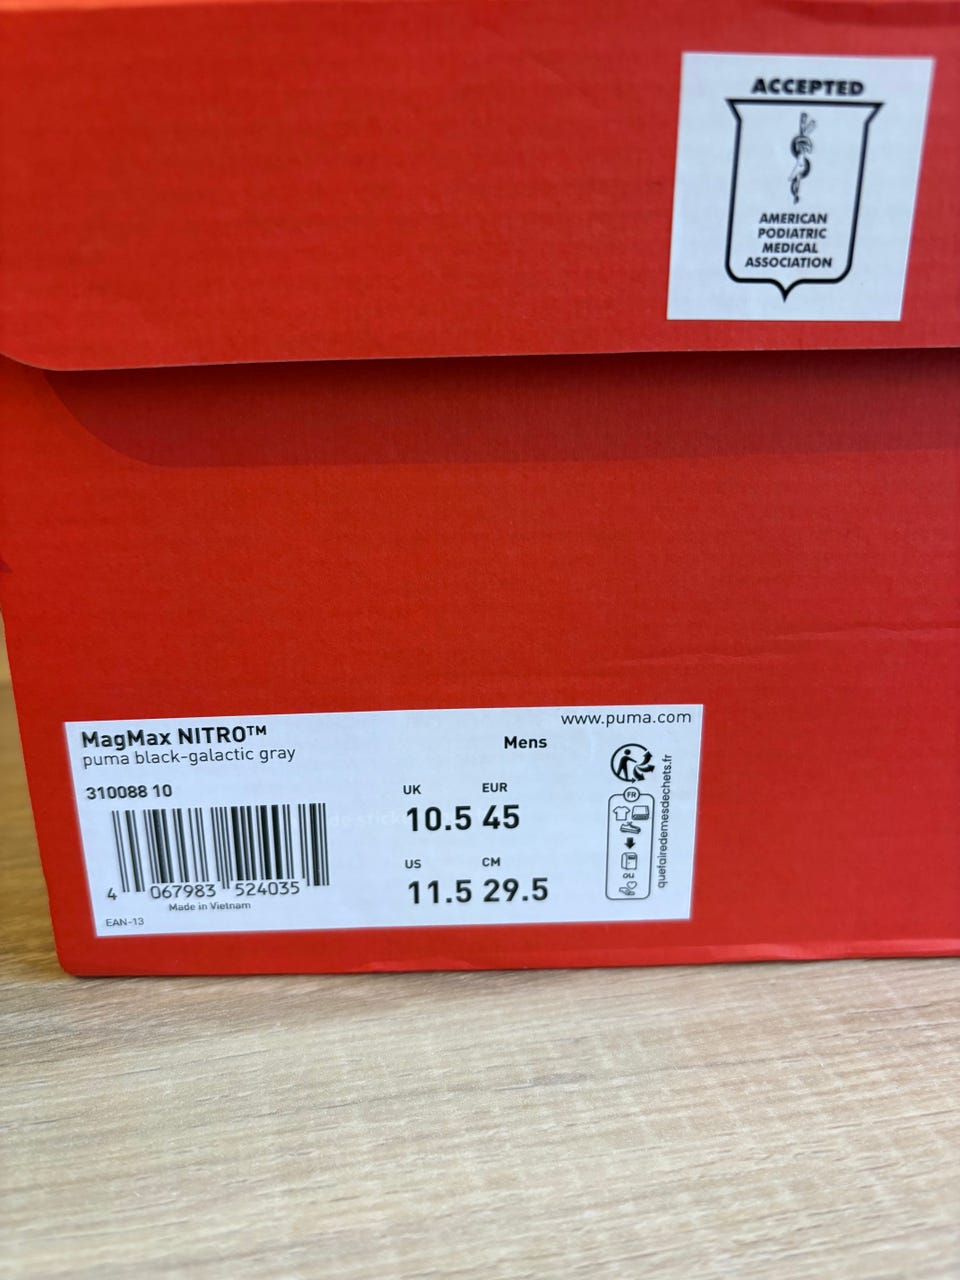 ACCEPTED
AMERICAN
PODIATRIC
MEDICAL
ASSOCIATION
www.puma.com
MagMax NITRO™
puma black-galactic gray
Mens
310088 10
UK EUR
10.5 45
US CM
11.5 29.5
4 067983 524035
Made in Vietnam
EAN-13
FR
OU
quefairedemesdechets.fr